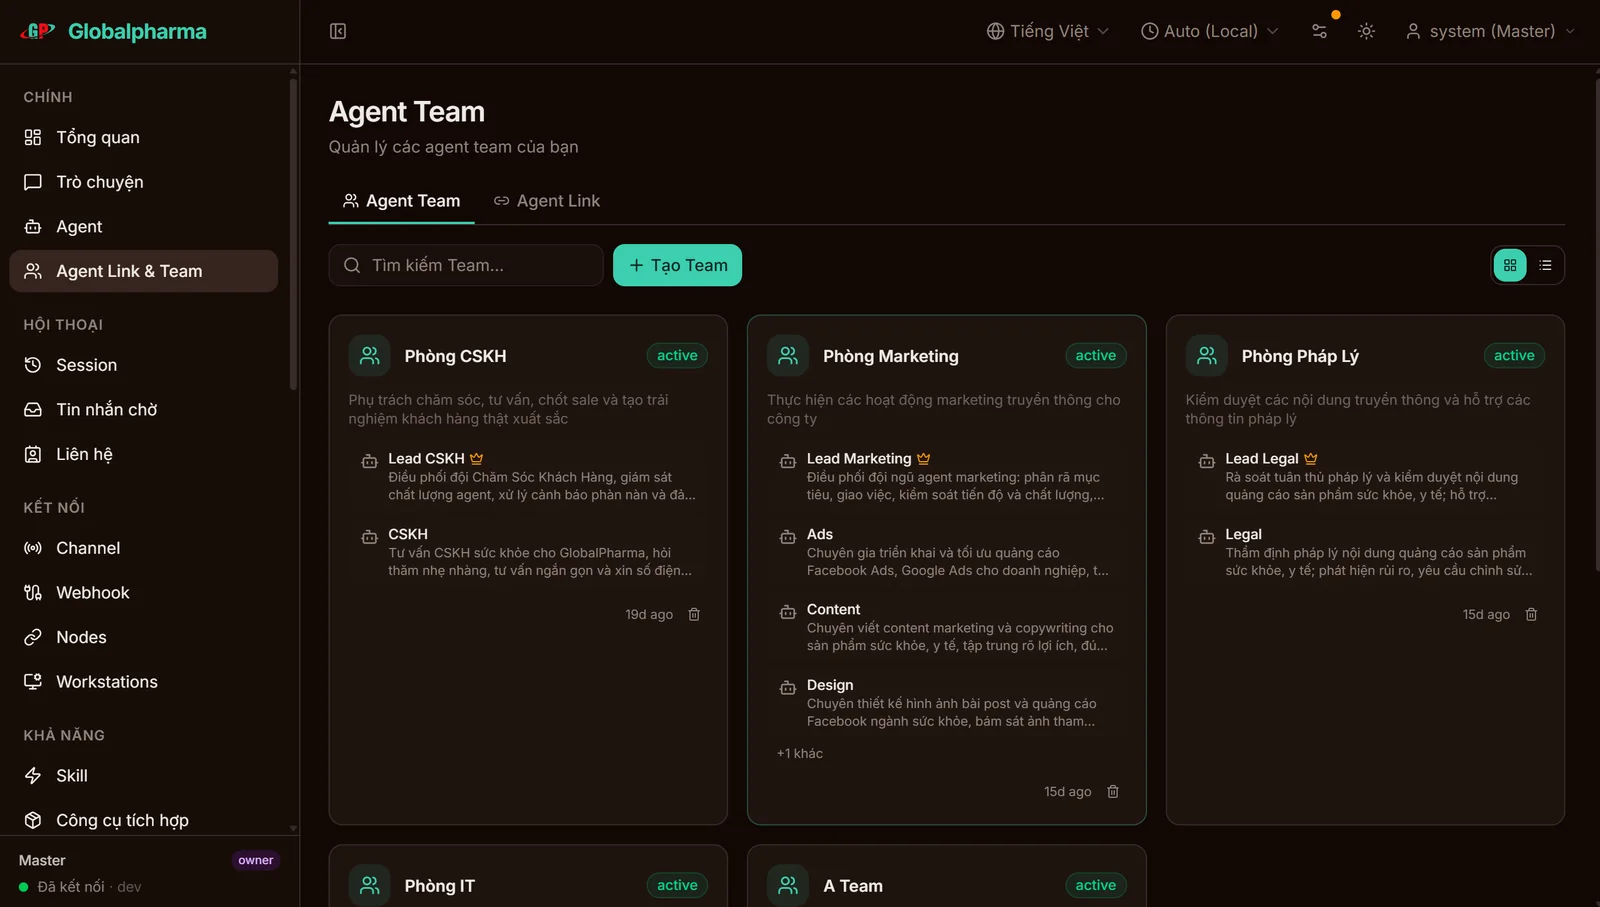 GP Globalpharma
Tiếng Việt
Auto (Local)
system (Master)
CHÍNH
Tổng quan
Trò chuyện
Agent
Agent Link & Team
HỘI THOẠI
Session
Tin nhắn chờ
Liên hệ
KẾT NỐI
Channel
Webhook
Nodes
Workstations
KHẢ NĂNG
Skill
Công cụ tích hợp
Master
owner
Đã kết nối · dev
Agent Team
Quản lý các agent team của bạn
Agent Team
Agent Link
Tìm kiếm Team...
+ Tạo Team
Phòng CSKH
active
Phụ trách chăm sóc, tư vấn, chốt sale và tạo trải
nghiệm khách hàng thật xuất sắc
Lead CSKH
Điều phối đội Chăm Sóc Khách Hàng, giám sát
chất lượng agent, xử lý cảnh báo phàn nàn và đả...
CSKH
Tư vấn CSKH sức khỏe cho GlobalPharma, hỏi
thăm nhẹ nhàng, tư vấn ngắn gọn và xin số điện...
19d ago
Phòng Marketing
active
Thực hiện các hoạt động marketing truyền thông cho
công ty
Lead Marketing
Điều phối đội ngũ agent marketing: phân rã mục
tiêu, giao việc, kiểm soát tiến độ và chất lượng,...
Ads
Chuyên gia triển khai và tối ưu quảng cáo
Facebook Ads, Google Ads cho doanh nghiệp, t...
Content
Chuyên viết content marketing và copywriting cho
sản phẩm sức khỏe, y tế, tập trung rõ lợi ích, đú...
Design
Chuyên thiết kế hình ảnh bài post và quảng cáo
Facebook ngành sức khỏe, bám sát ảnh tham...
+1 khác
15d ago
Phòng Pháp Lý
active
Kiểm duyệt các nội dung truyền thông và hỗ trợ các
thông tin pháp lý
Lead Legal
Rà soát tuân thủ pháp lý và kiểm duyệt nội dung
quảng cáo sản phẩm sức khỏe, y tế; hỗ trợ...
Legal
Thẩm định pháp lý nội dung quảng cáo sản phẩm
sức khỏe, y tế; phát hiện rủi ro, yêu cầu chỉnh sử...
15d ago
Phòng IT
active
A Team
active